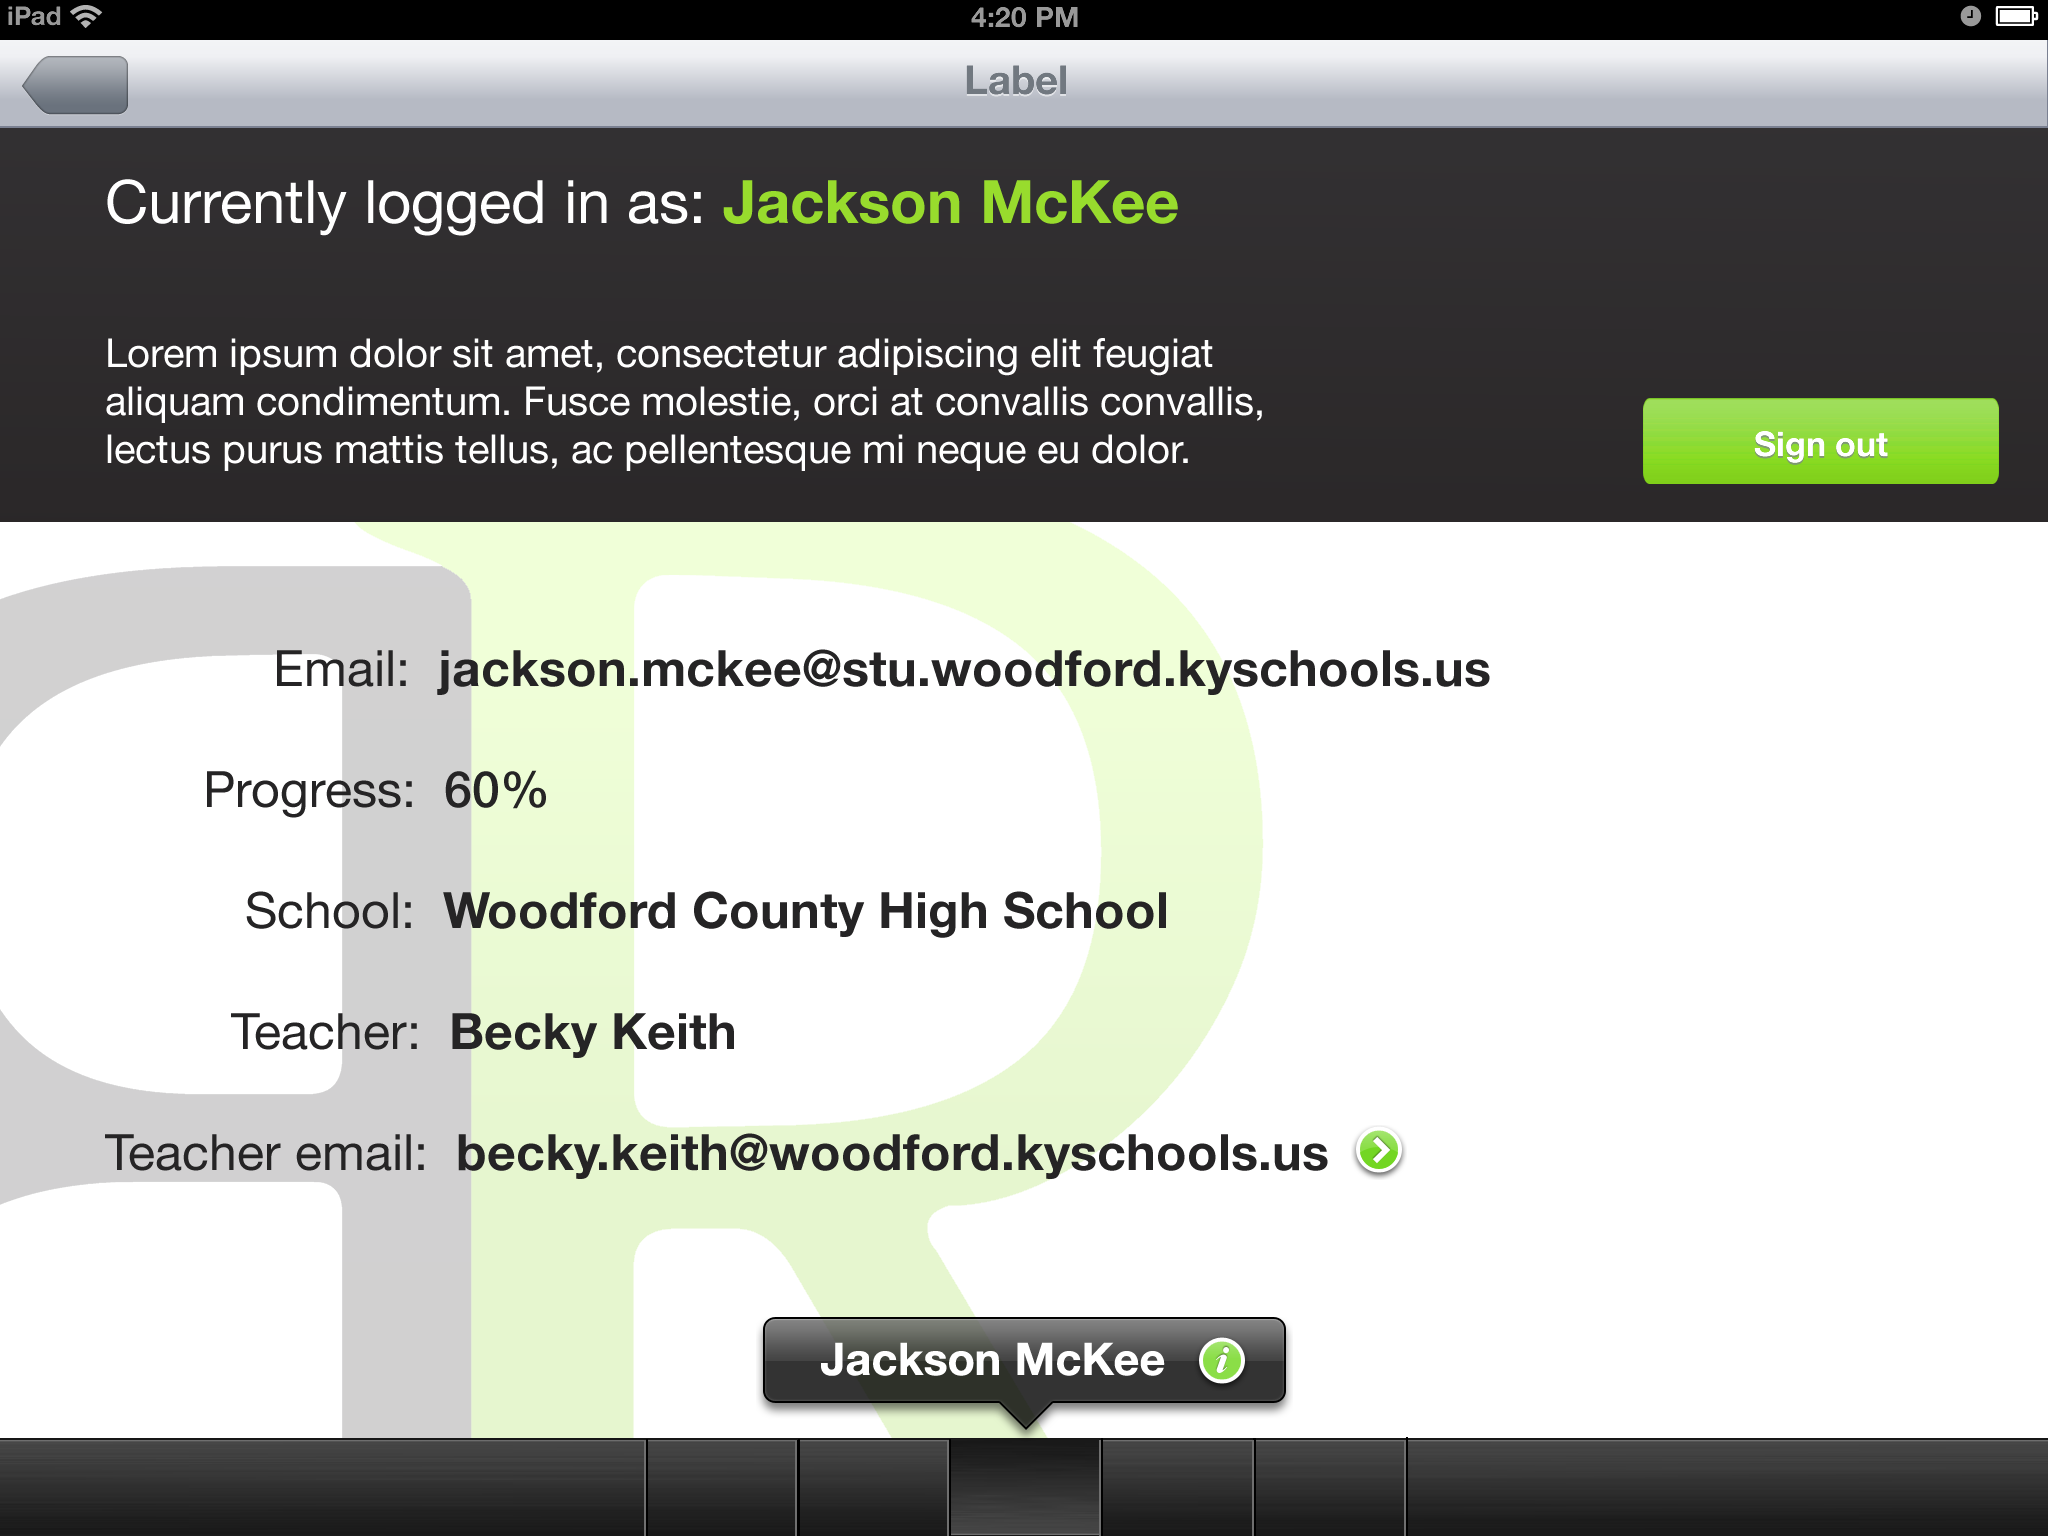 iPad 4:20 PM
Label
Currently logged in as: Jackson McKee
Lorem ipsum dolor sit amet, consectetur adipiscing elit feugiat
aliquam condimentum. Fusce molestie, orci at convallis convallis,
lectus purus mattis tellus, ac pellentesque mi neque eu dolor.
Sign out
Email: jackson.mckee@stu.woodford.kyschools.us
Progress: 60%
School: Woodford County High School
Teacher: Becky Keith
Teacher email: becky.keith@woodford.kyschools.us
Jackson McKee i